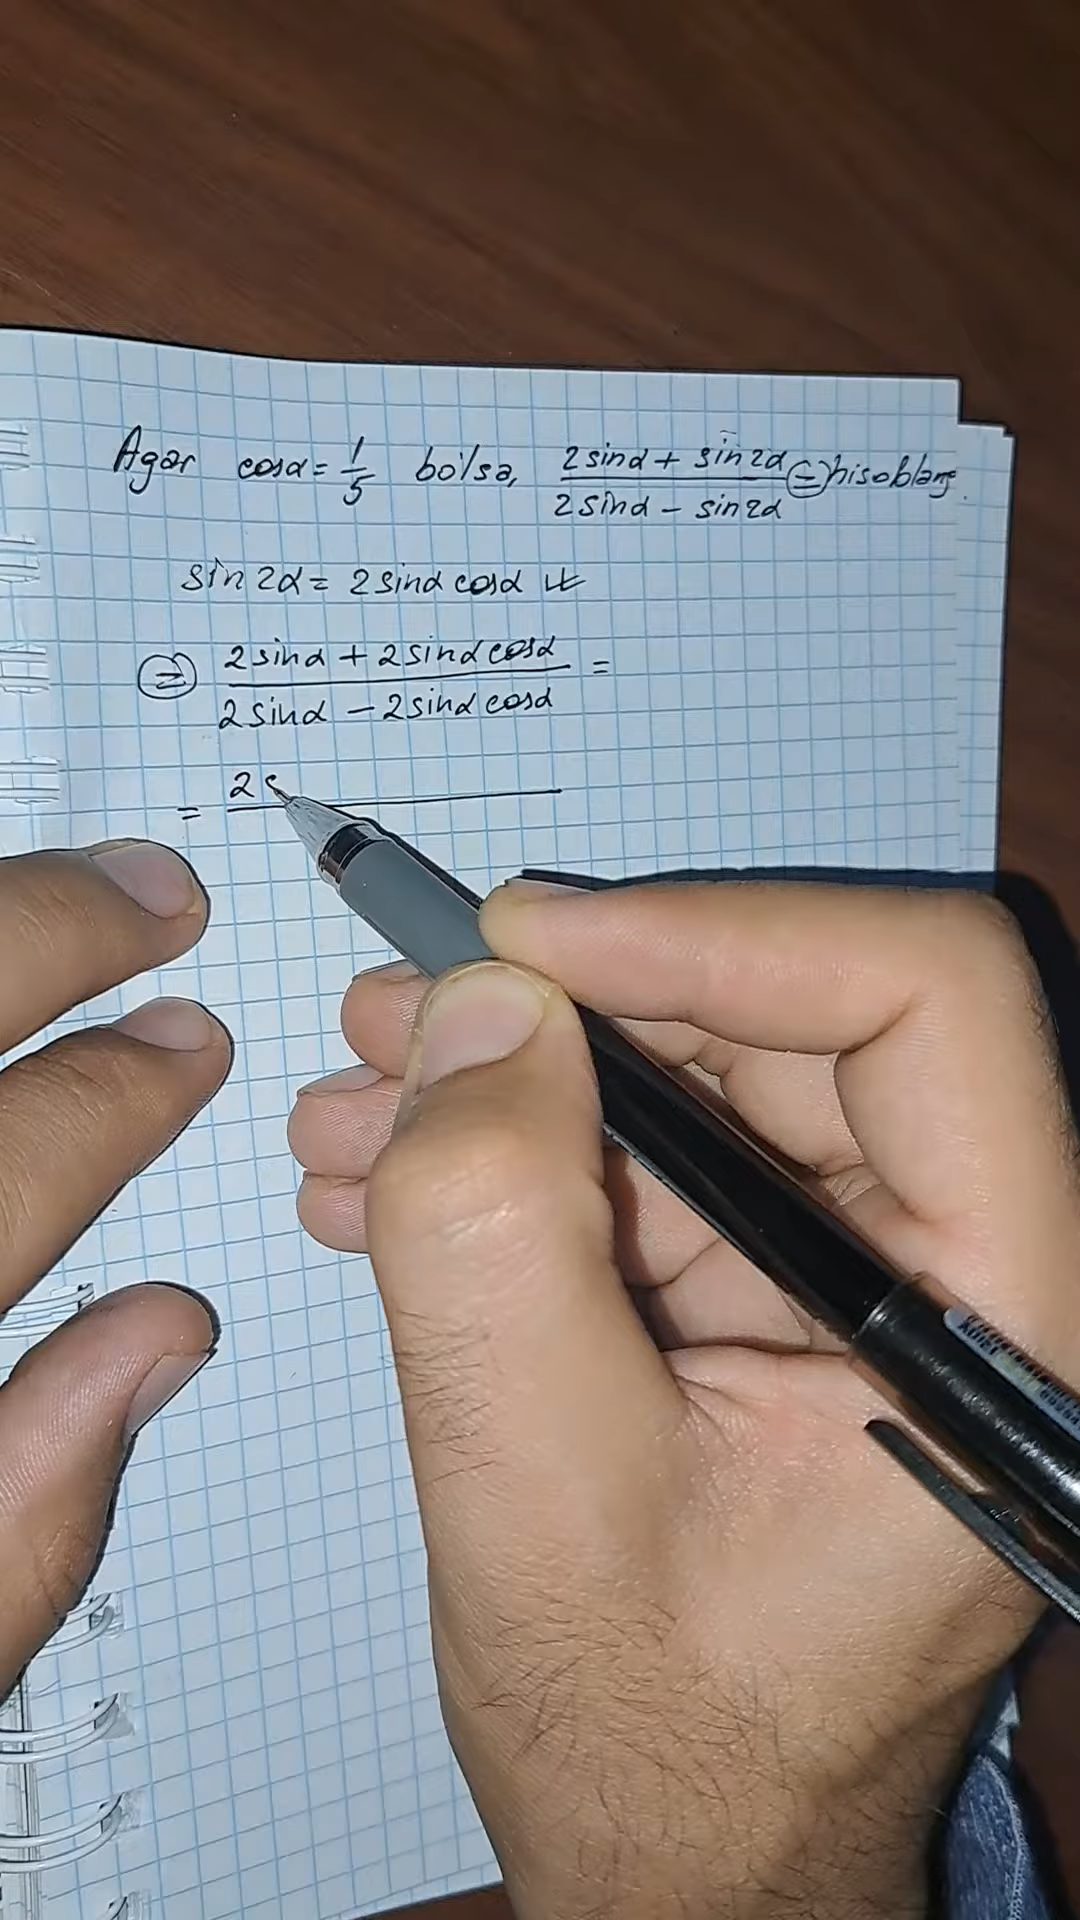 Agar cosα = 1/5 bo'lsa, (2sinα + sin2α)/(2sinα − sin2α) = hisoblang.
sin2α = 2sinα cosα
= (2sinα + 2sinα cosα)/(2sinα − 2sinα cosα) =
= 2